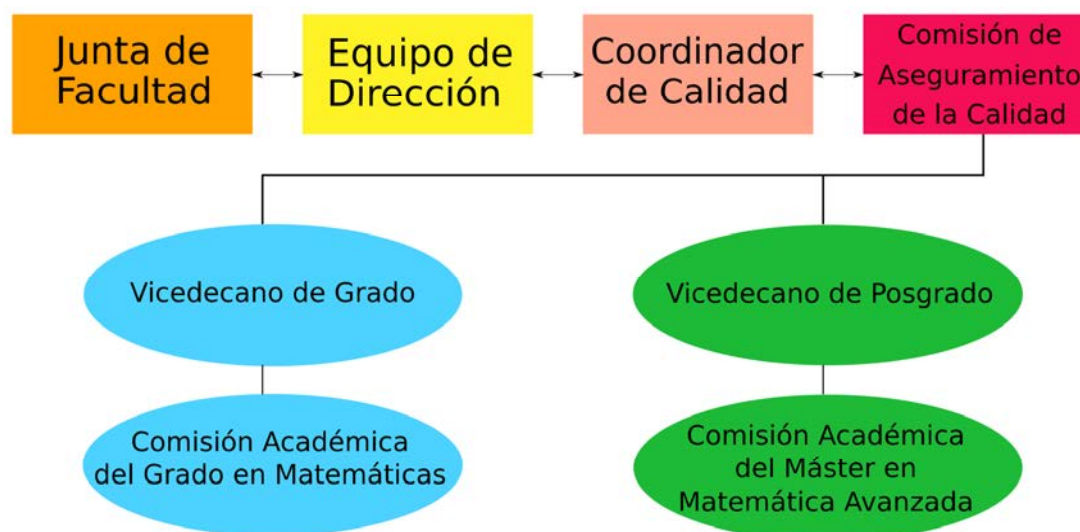 Junta de
Facultad
Equipo de
Dirección
Coordinador
de Calidad
Comisión de
Aseguramiento
de la Calidad
Vicedecano de Grado
Vicedecano de Posgrado
Comisión Académica
del Grado en Matemáticas
Comisión Académica
del Máster en
Matemática Avanzada